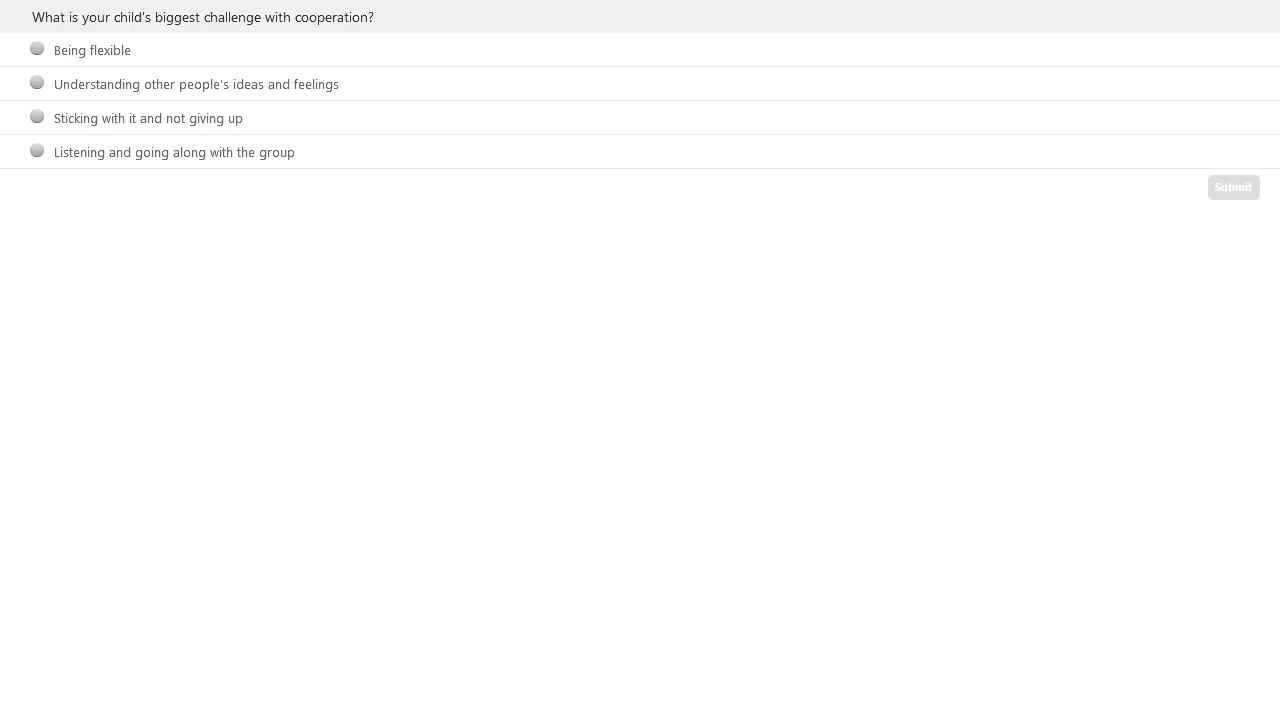 What is your child's biggest challenge with cooperation?
Being flexible
Understanding other people's ideas and feelings
Sticking with it and not giving up
Listening and going along with the group
Submit